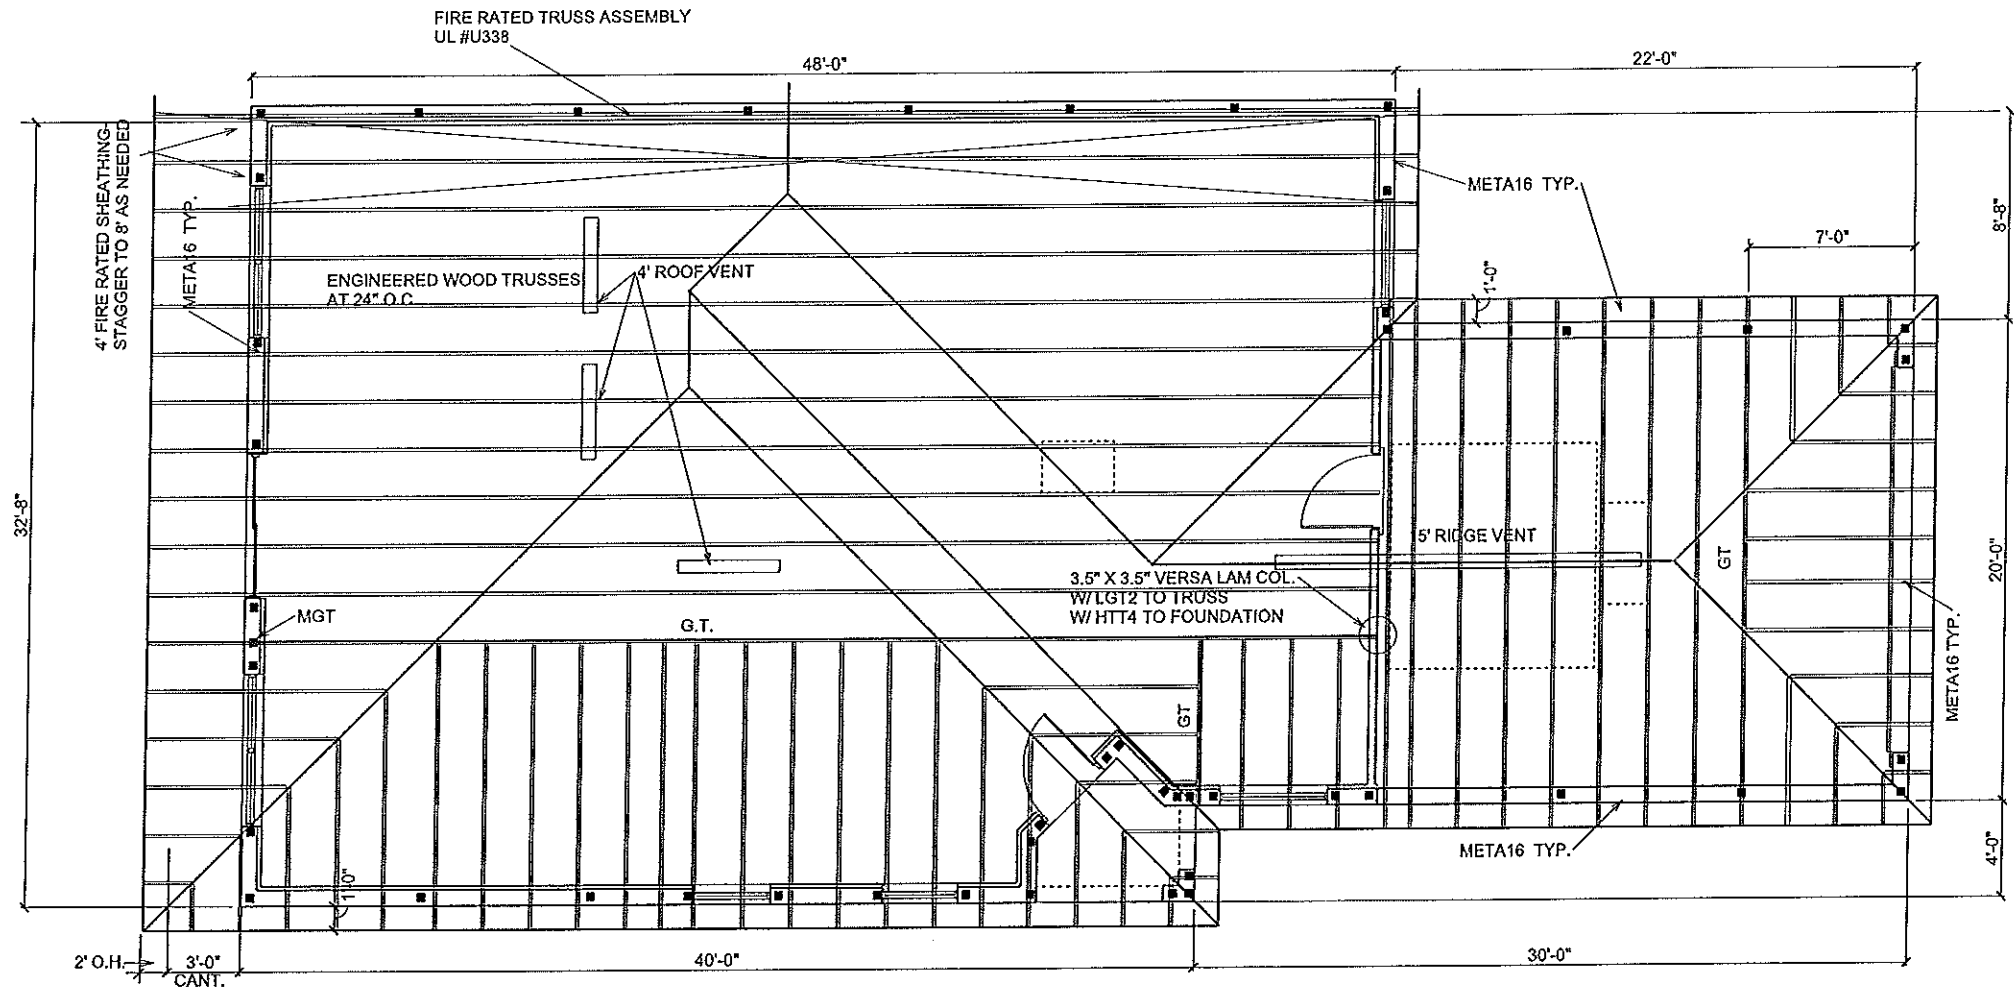 FIRE RATED TRUSS ASSEMBLY
UL #U338
48'-0"
22'-0"
4' FIRE RATED SHEATHING-
STAGGER TO 8' AS NEEDED
META16 TYP.
META16 TYP.
8'-8"
7'-0"
1'-0"
ENGINEERED WOOD TRUSSES
AT 24" O.C.
4' ROOF VENT
32'-8"
15' RIDGE VENT
GT
20'-0"
3.5" X 3.5" VERSA LAM COL.
W/ LGT2 TO TRUSS
W/ HTT4 TO FOUNDATION
MGT
G.T.
META16 TYP.
GT
META16 TYP.
4'-0"
1'-0"
2' O.H.
3'-0"
CANT.
40'-0"
30'-0"